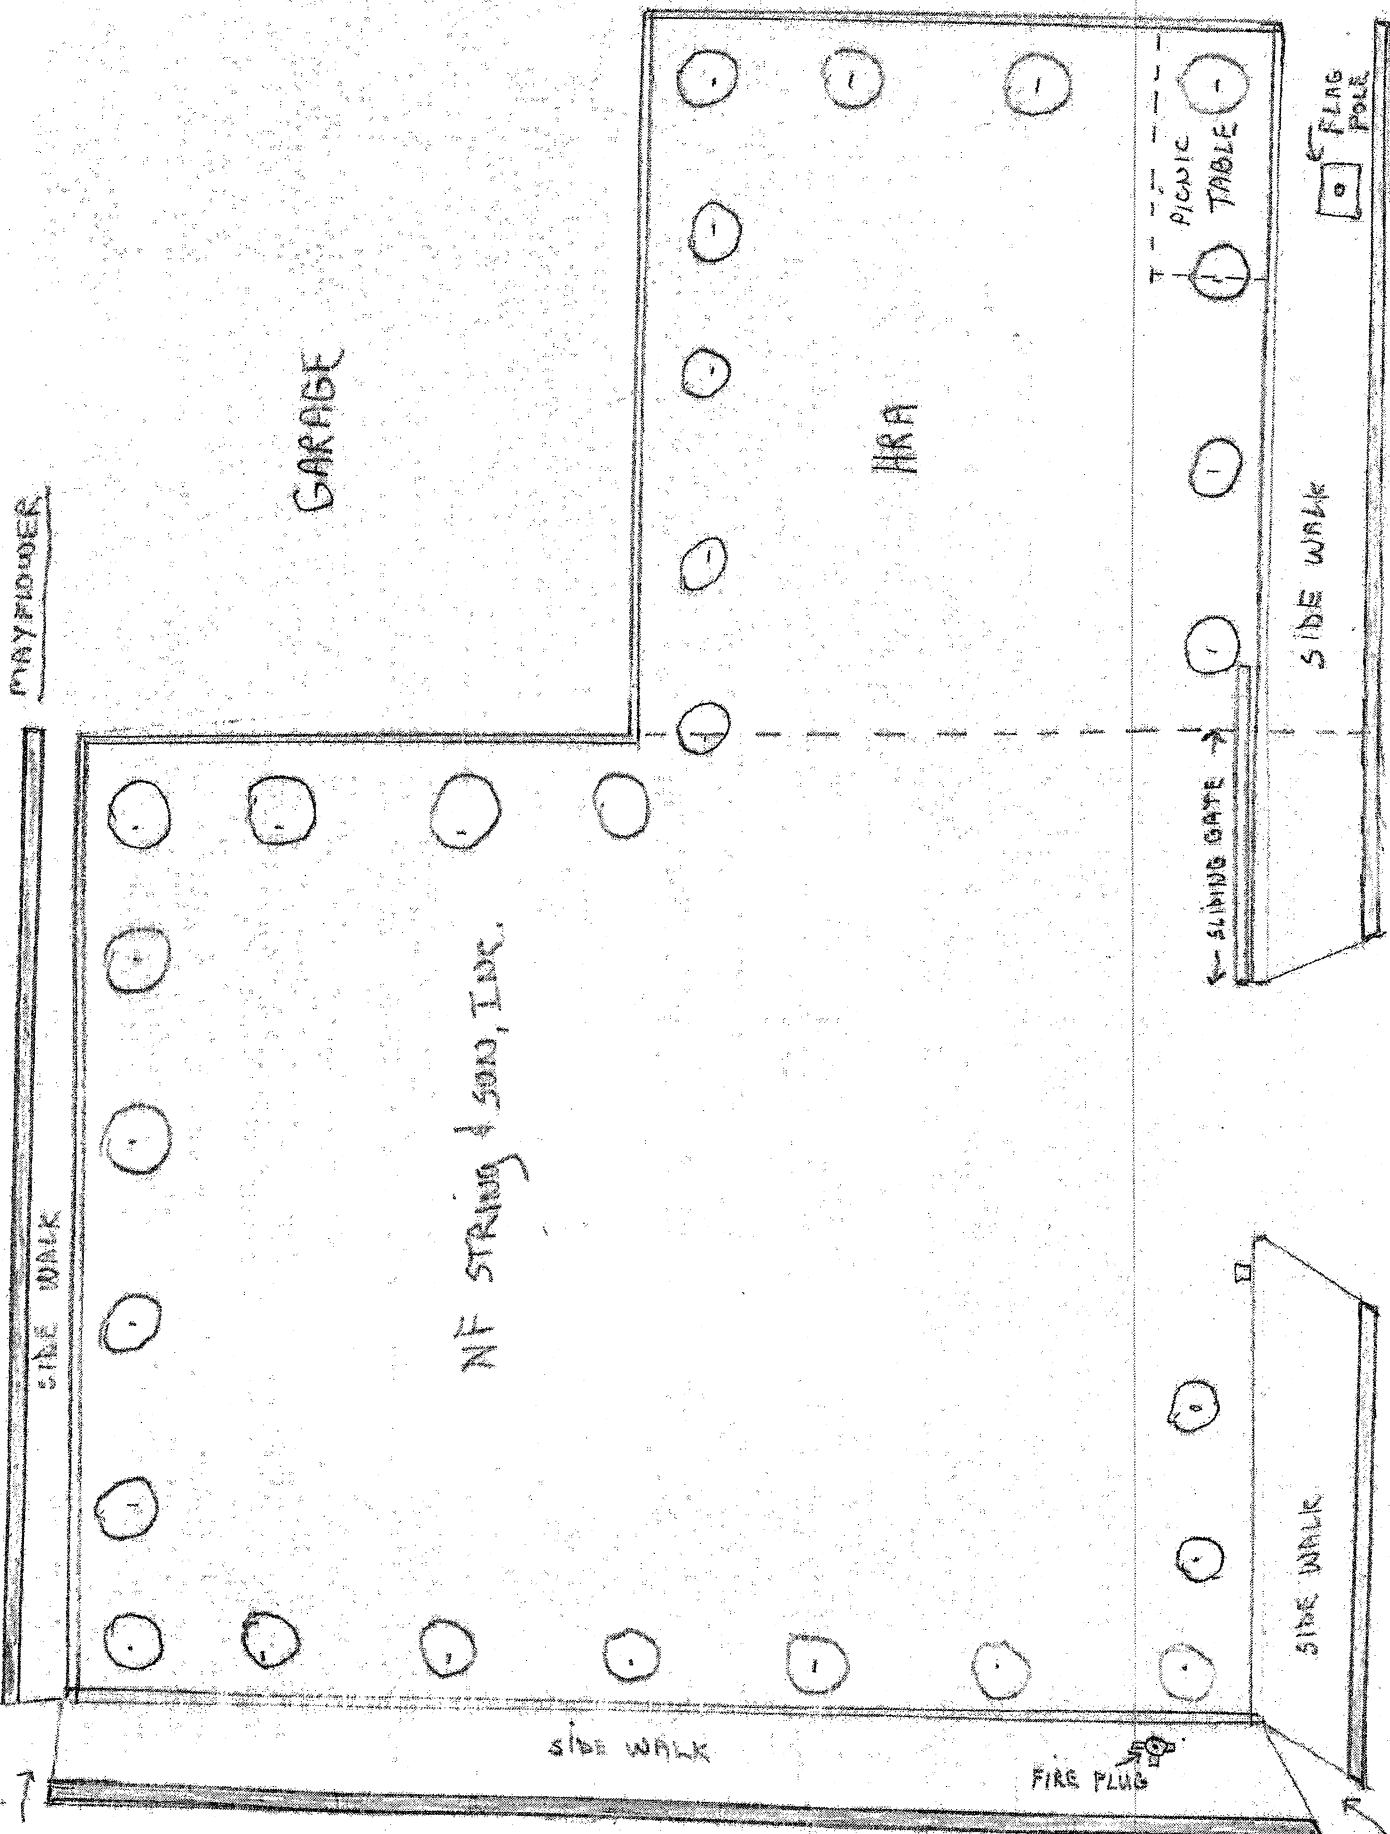 MAYFLOWER
GARAGE
HRA
PICNIC
TABLE
FLAG
POLE
SIDE WALK
SLIDING GATE
SIDE WALK
NF STRING & SON, INC.
SIDE WALK
SIDE WALK
FIRE PLUG